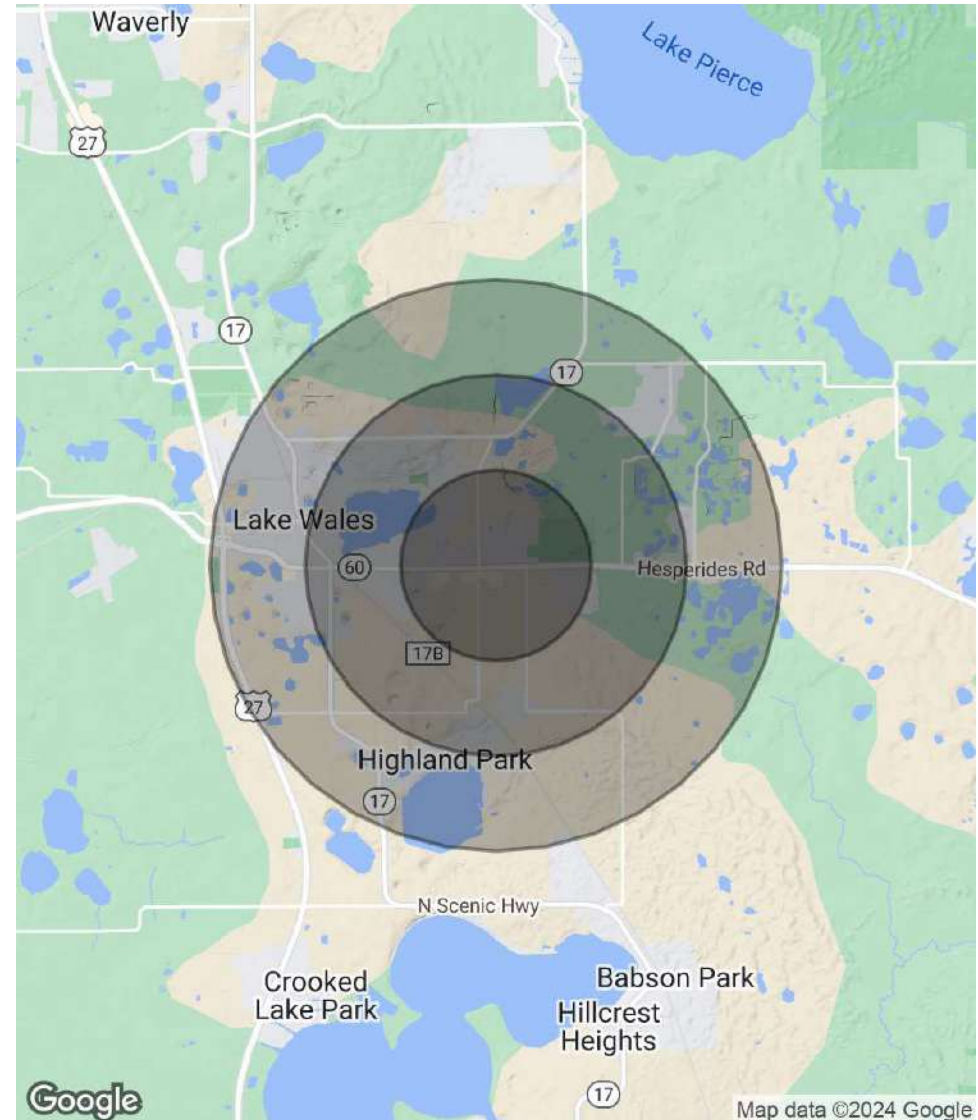 Waverly
Lake Pierce
27
17
17
Lake Wales
60
Hesperides Rd
17B
27
Highland Park
17
N Scenic Hwy
Crooked
Lake Park
Babson Park
Hillcrest
Heights
17
Google
Map data ©2024 Google